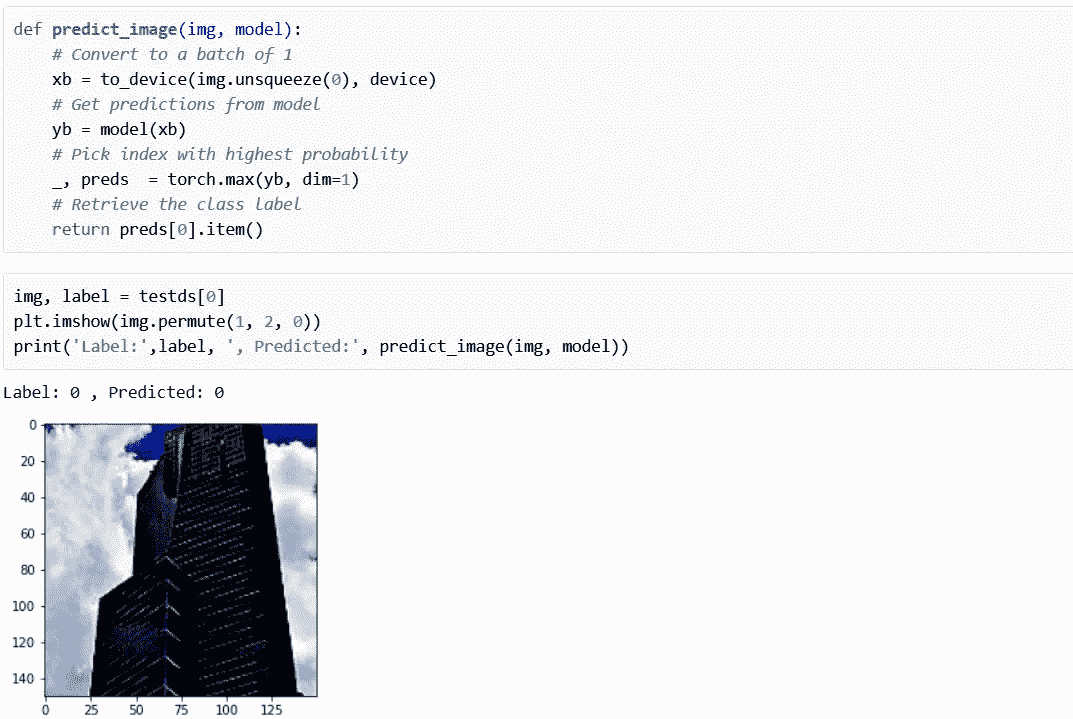 def predict_image(img, model):
    # Convert to a batch of 1
    xb = to_device(img.unsqueeze(0), device)
    # Get predictions from model
    yb = model(xb)
    # Pick index with highest probability
    _, preds  = torch.max(yb, dim=1)
    # Retrieve the class label
    return preds[0].item()
img, label = testds[0]
plt.imshow(img.permute(1, 2, 0))
print('Label:',label, ', Predicted:', predict_image(img, model))
Label: 0 , Predicted: 0
0
20
40
60
80
100
120
140
0 25 50 75 100 125